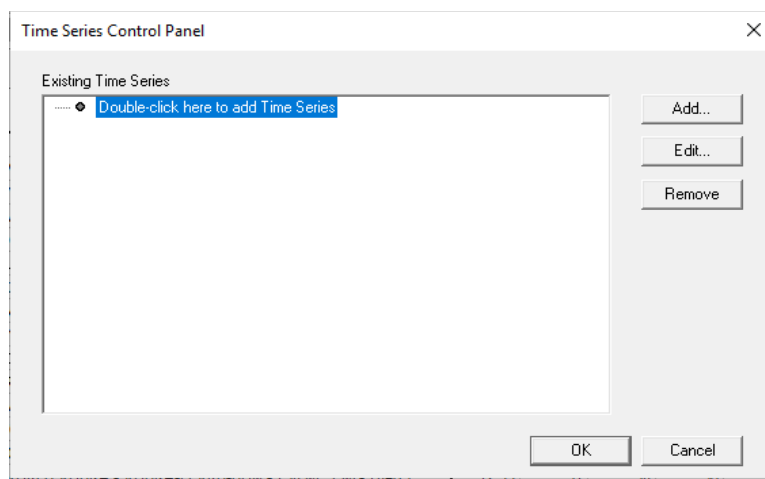 Time Series Control Panel
Existing Time Series
Double-click here to add Time Series
Add...
Edit...
Remove
OK
Cancel